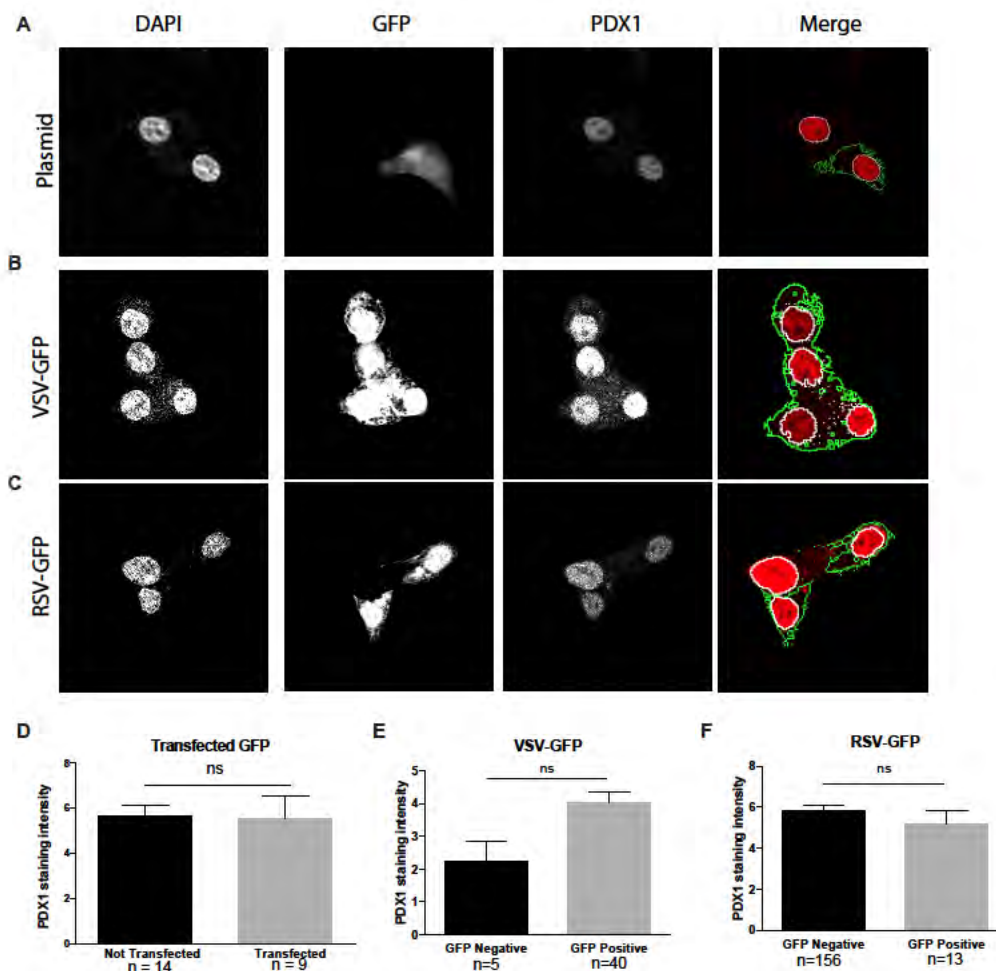 A DAPI GFP PDX1 Merge
Plasmid
B
VSV-GFP
C
RSV-GFP
D
Transfected GFP
ns
PDX1 staining intensity
8
6
4
2
0
Not Transfected Transfected
n = 14 n = 9
E
VSV-GFP
ns
PDX1 staining intensity
5
4
3
2
1
0
GFP Negative GFP Positive
n=5 n=40
F
RSV-GFP
ns
PDX1 staining intensity
8
6
4
2
0
GFP Negative GFP Positive
n=156 n=13